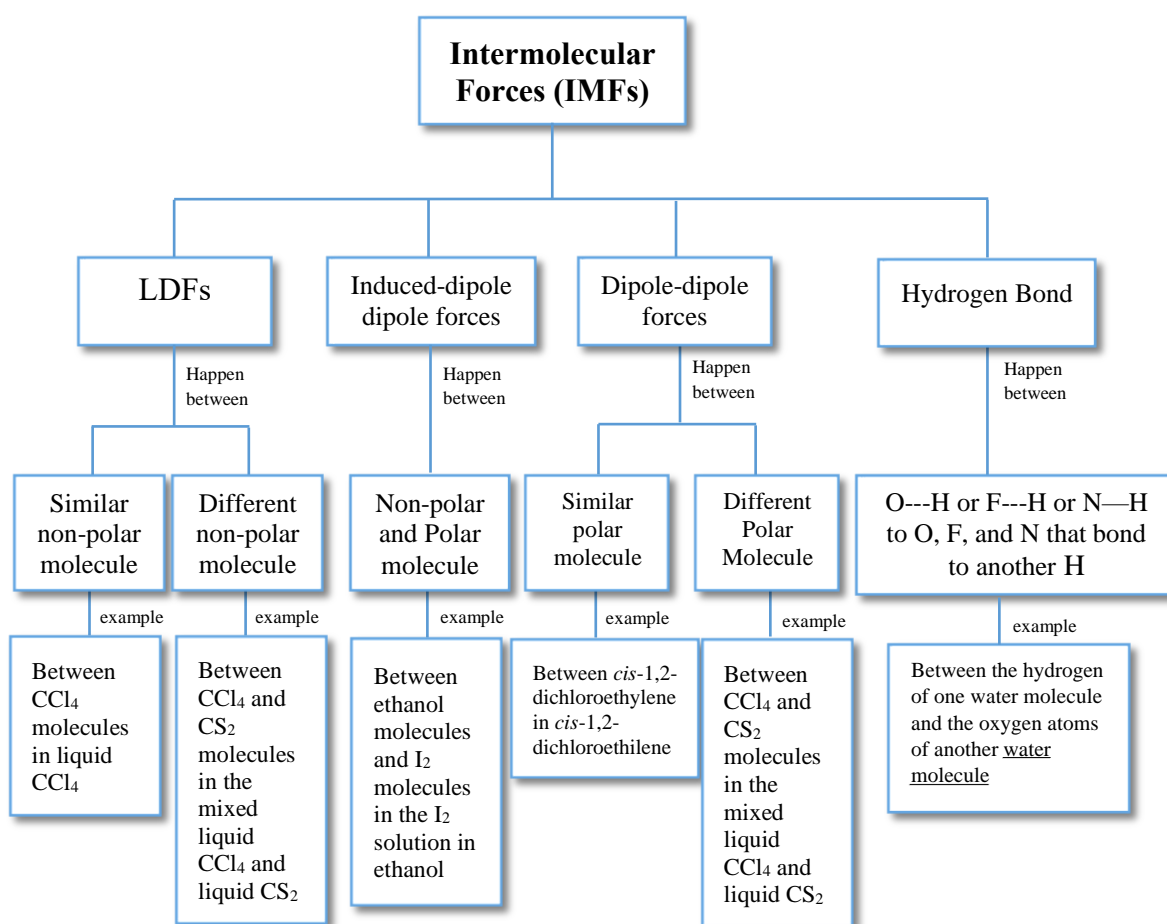 Intermolecular
Forces (IMFs)
LDFs
Induced-dipole
dipole forces
Dipole-dipole
forces
Hydrogen Bond
Happen
between
Happen
between
Happen
between
Happen
between
Similar
non-polar
molecule
Different
non-polar
molecule
Non-polar
and Polar
molecule
Similar
polar
molecule
Different
Polar
Molecule
O---H or F---H or N—H
to O, F, and N that bond
to another H
example
example
example
example
example
example
Between
CCl₄
molecules
in liquid
CCl₄
Between
CCl₄ and
CS₂
molecules
in the
mixed
liquid
CCl₄ and
liquid CS₂
Between
ethanol
molecules
and I₂
molecules
in the I₂
solution in
ethanol
Between cis-1,2-
dichloroethylene
in cis-1,2-
dichloroethilene
Between
CCl₄ and
CS₂
molecules
in the
mixed
liquid
CCl₄ and
liquid CS₂
Between the hydrogen
of one water molecule
and the oxygen atoms
of another water
molecule